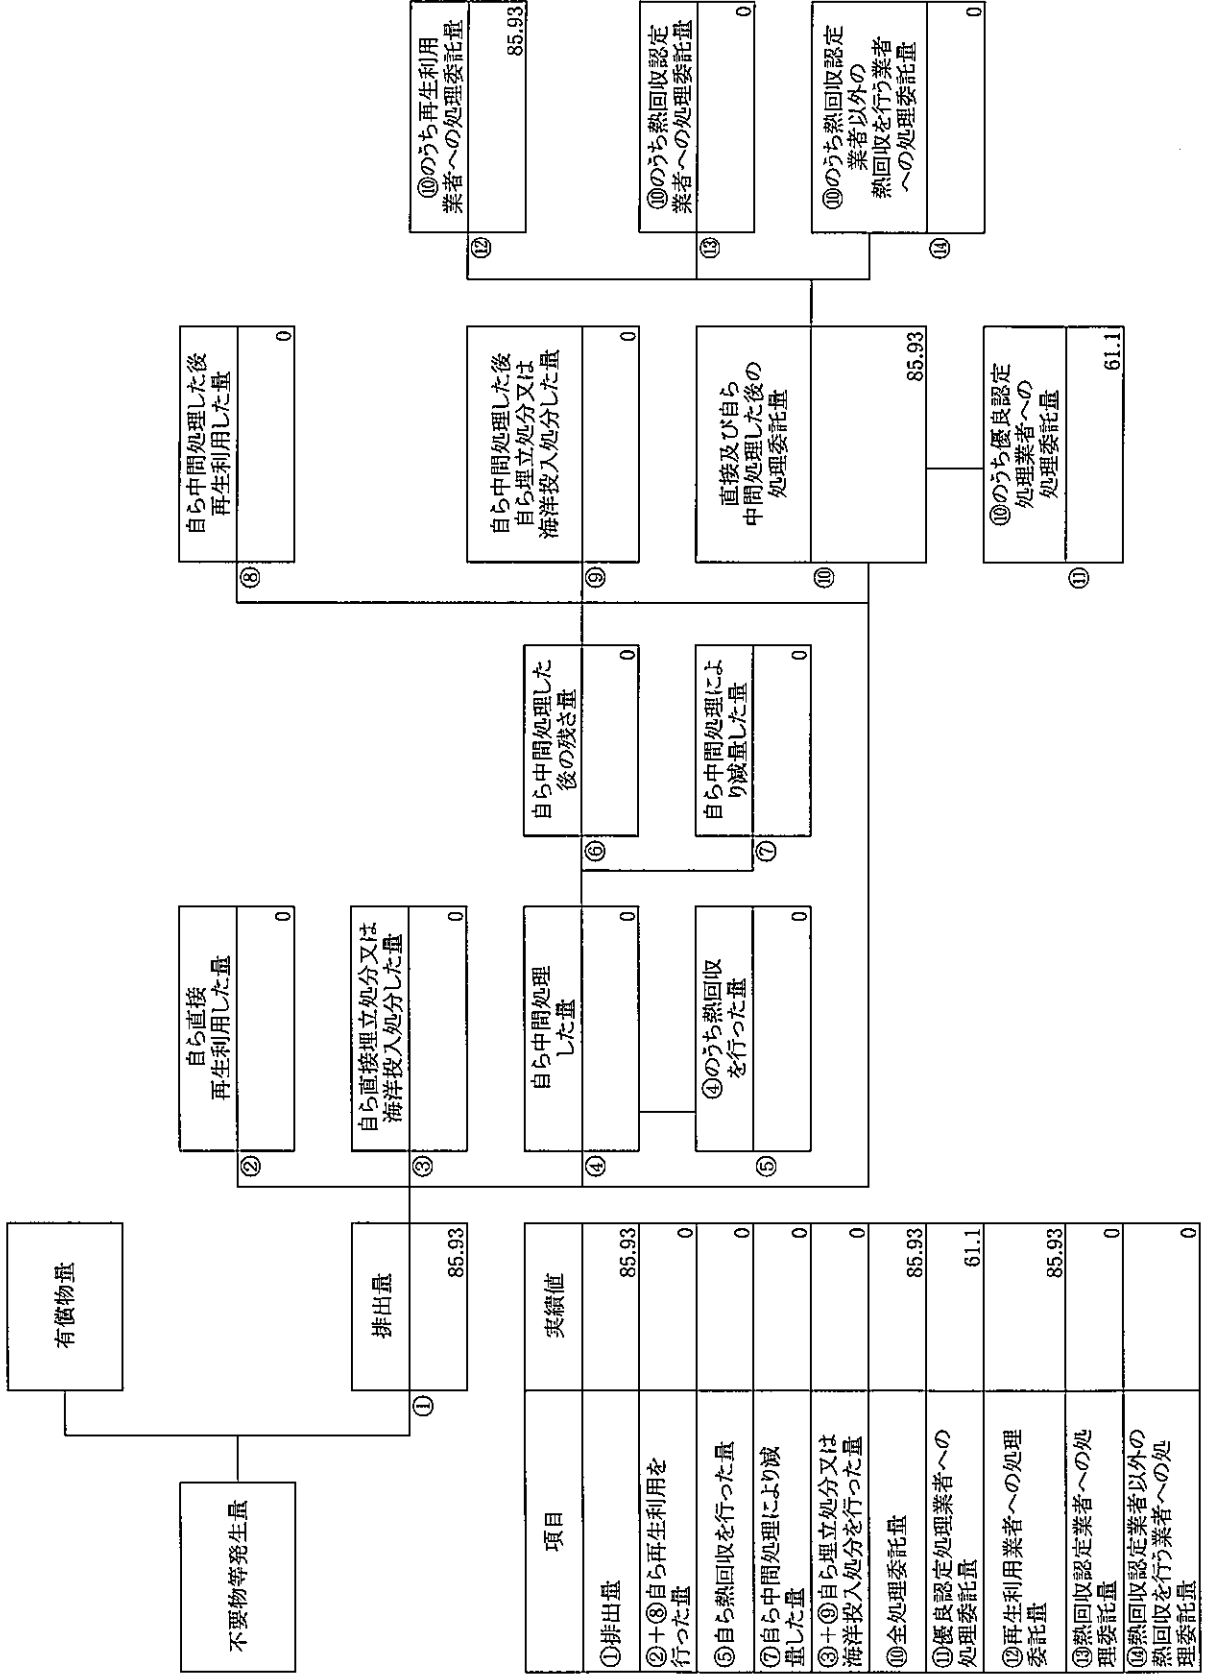 不要物等発生量
有償物量
排出量
①
85.93
自ら直接
再生利用した量
②
0
自ら直接埋立処分又は
海洋投入処分した量
③
0
自ら中間処理
した量
④
0
④のうち熱回収
を行った量
⑤
0
自ら中間処理した
後の残さ量
⑥
0
自ら中間処理によ
り減量した量
⑦
0
自ら中間処理した後
再生利用した量
⑧
0
自ら中間処理した後
自ら埋立処分又は
海洋投入処分した量
⑨
0
直接及び自ら
中間処理した後の
処理委託量
⑩
85.93
⑩のうち優良認定
処理業者への
処理委託量
⑪
61.1
⑩のうち再生利用
業者への処理委託量
⑫
85.93
⑩のうち熱回収認定
業者への処理委託量
⑬
0
⑩のうち熱回収認定
業者以外の
熱回収を行う業者
への処理委託量
⑭
0
項目
実績値
①排出量
85.93
②＋⑧自ら再生利用を
行った量
0
⑤自ら熱回収を行った量
0
⑦自ら中間処理により減
量した量
0
③＋⑨自ら埋立処分又は
海洋投入処分を行った量
0
⑩全処理委託量
85.93
⑪優良認定処理業者への
処理委託量
61.1
⑫再生利用業者への処理
委託量
85.93
⑬熱回収認定業者への処
理委託量
0
⑭熱回収認定業者以外の
熱回収を行う業者への処
理委託量
0